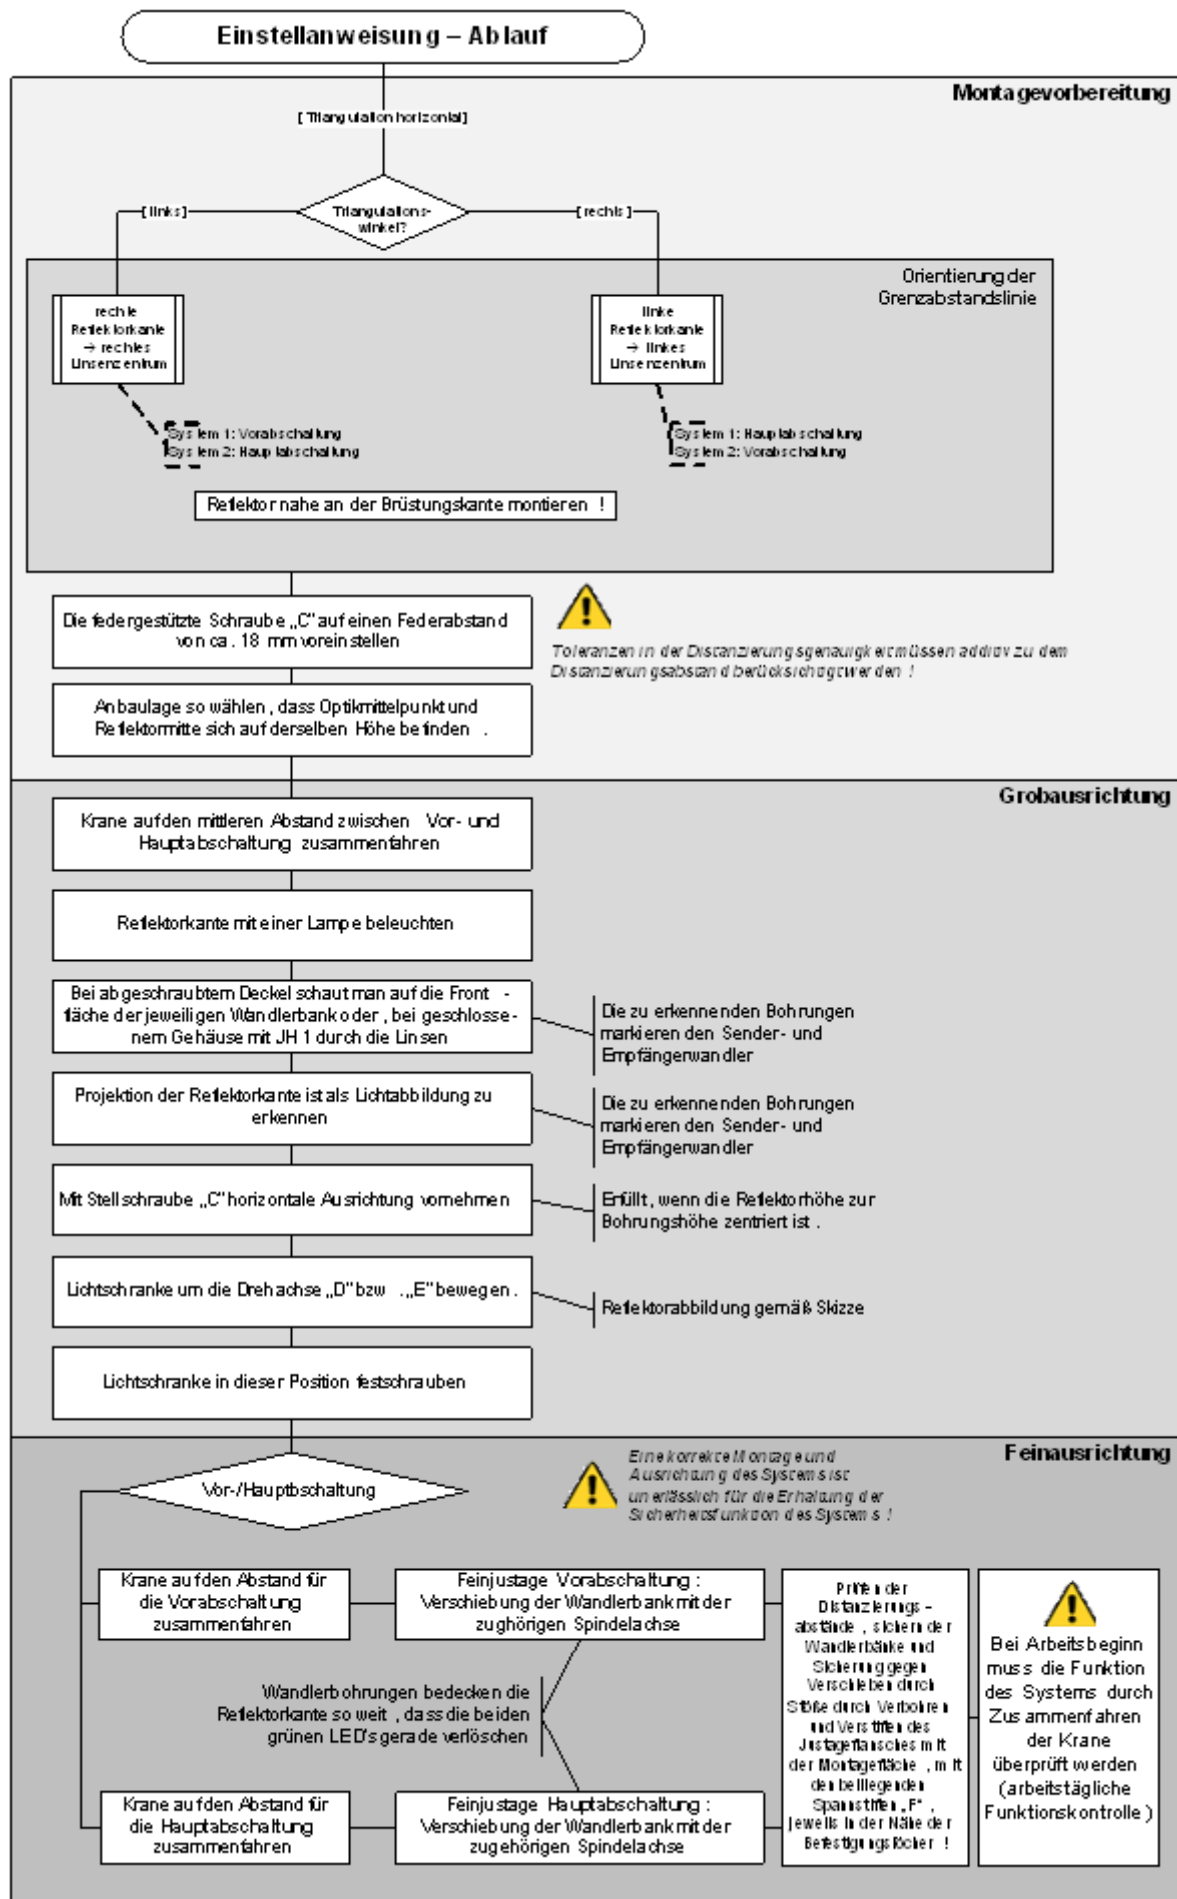 Einstellanweisung – Ablauf
Montagevorbereitung
[ Triangulation horizontal]
Triangulations-
winkel?
[ links ]
[ rechts ]
Orientierung der
Grenzabstandslinie
rechte
Reflektorkante
→ rechtes
Linsenzentrum
linke
Reflektorkante
→ linkes
Linsenzentrum
System 1: Vorabschaltung
System 2: Hauptabschaltung
System 1: Hauptabschaltung
System 2: Vorabschaltung
Reflektor nahe an der Brüstungskante montieren !
Die federgestützte Schraube „C" auf einen Federabstand
von ca. 18 mm voreinstellen
Toleranzen in der Distanzierungsgenauigkeit müssen additiv zu dem
Distanzierungsabstand berücksichtigt werden !
Anbaulage so wählen, dass Optikmittelpunkt und
Reflektormitte sich auf derselben Höhe befinden .
Grobausrichtung
Krane auf den mittleren Abstand zwischen Vor- und
Hauptabschaltung zusammenfahren
Reflektorkante mit einer Lampe beleuchten
Bei abgeschraubtem Deckel schaut man auf die Front -
fläche der jeweiligen Wandlerbank oder, bei geschlosse-
nem Gehäuse mit JH 1 durch die Linsen
Die zu erkennenden Bohrungen
markieren den Sender- und
Empfängerwandler
Projektion der Reflektorkante ist als Lichtabbildung zu
erkennen
Die zu erkennenden Bohrungen
markieren den Sender- und
Empfängerwandler
Mit Stellschraube „C" horizontale Ausrichtung vornehmen
Erfüllt, wenn die Reflektorhöhe zur
Bohrungshöhe zentriert ist .
Lichtschranke um die Drehachse „D" bzw . „E" bewegen .
Reflektorabbildung gemäß Skizze
Lichtschranke in dieser Position festschrauben
Feinausrichtung
Vor-/Hauptbschaltung
Eine korrekte Montage und
Ausrichtung des Systems ist
unerlässlich für die Erhaltung der
Sicherheitsfunktion des Systems !
Krane auf den Abstand für
die Vorabschaltung
zusammenfahren
Feinjustage Vorabschaltung :
Verschiebung der Wandlerbank mit der
zughörigen Spindelachse
Wandlerbohrungen bedecken die
Reflektorkante so weit , dass die beiden
grünen LED's gerade verlöschen
Krane auf den Abstand für
die Hauptabschaltung
zusammenfahren
Feinjustage Hauptabschaltung :
Verschiebung der Wandlerbank mit der
zugehörigen Spindelachse
Prüfen der
Distanzierungs –
abstände , sichern der
Wandlerbänke und
Sicherung gegen
Verschieben durch
Stöße durch Verbohren
und Verstiften des
Justageflansches mit
der Montagefläche , mit
den beiliegenden
Spannstiften „F" ,
jeweils in der Nähe der
Befestigungslöcher !
Bei Arbeitsbeginn
muss die Funktion
des Systems durch
Zusammenfahren
der Krane
überprüft werden
(arbeitstägliche
Funktionskontrolle )